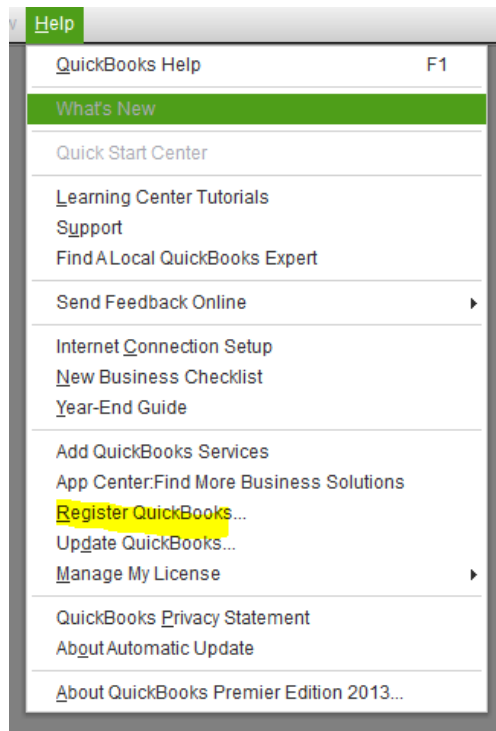 Help
QuickBooks Help F1
What's New
Quick Start Center
Learning Center Tutorials
Support
Find A Local QuickBooks Expert
Send Feedback Online
Internet Connection Setup
New Business Checklist
Year-End Guide
Add QuickBooks Services
App Center:Find More Business Solutions
Register QuickBooks...
Update QuickBooks...
Manage My License
QuickBooks Privacy Statement
About Automatic Update
About QuickBooks Premier Edition 2013...